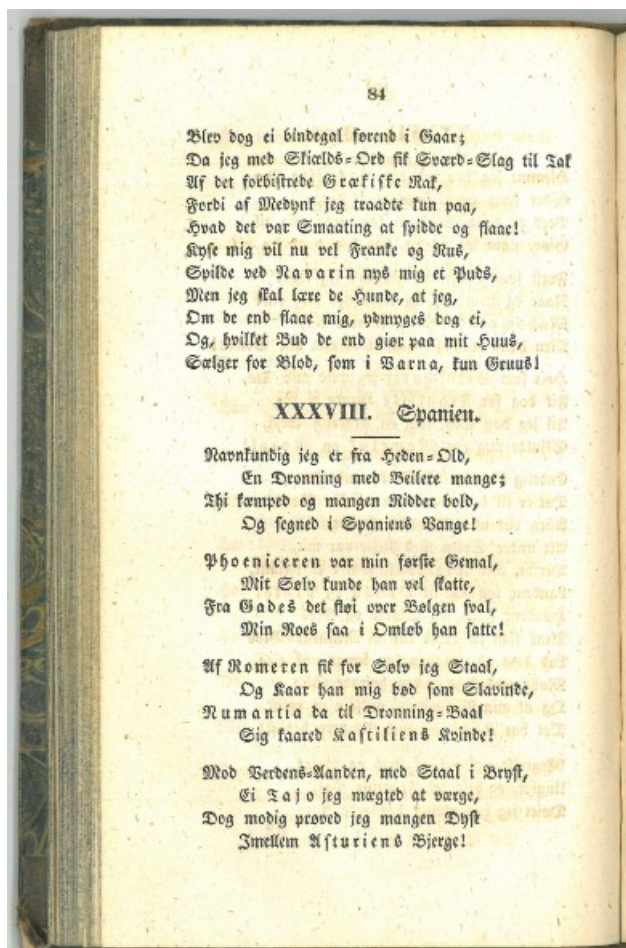 84
Blev dog ei blndegal førend i Gaar;
Da jeg med Skiælds=Ord fik Sværd=Slag til Tak
Af det forbistrede Grækiske Rak,
Fordi af Medynk jeg traadte kun paa,
Hvad det var Smaating at spidde og flaae!
Kyse mig vil nu vel Franke og Rus,
Spilde ved Navarin nys mig et Puds,
Men jeg skal lære de Hunde, at jeg,
Om de end slaae mig, ydmyges dog ei,
Og, hvilket Bud de end giør paa mit Huus,
Sælger for Blod, som i Varna, kun Gruus!
XXXVIII. Spanien.
Navnkundig jeg er fra Heden=Old,
En Dronning med Beilere mange;
Thi kæmped og mangen Ridder bold,
Og segned i Spaniens Vange!
Phoeniceren var min første Gemal,
Mit Sølv kunde han vel skatte,
Fra Gades det fløi over Bølgen sval,
Min Roes saa i Omløb han satte!
Af Romeren fik for Sølv jeg Staal,
Og Kaar han mig bød som Slavinde,
Numantia da til Dronning=Baal
Sig kaared Kastiliens Kvinde!
Mod Verdens=Aanden, med Staal i Bryst,
Ei Tajo jeg mægted at værge,
Dog modig prøved jeg mangen Dyst
Imellem Asturiens Bjerge!